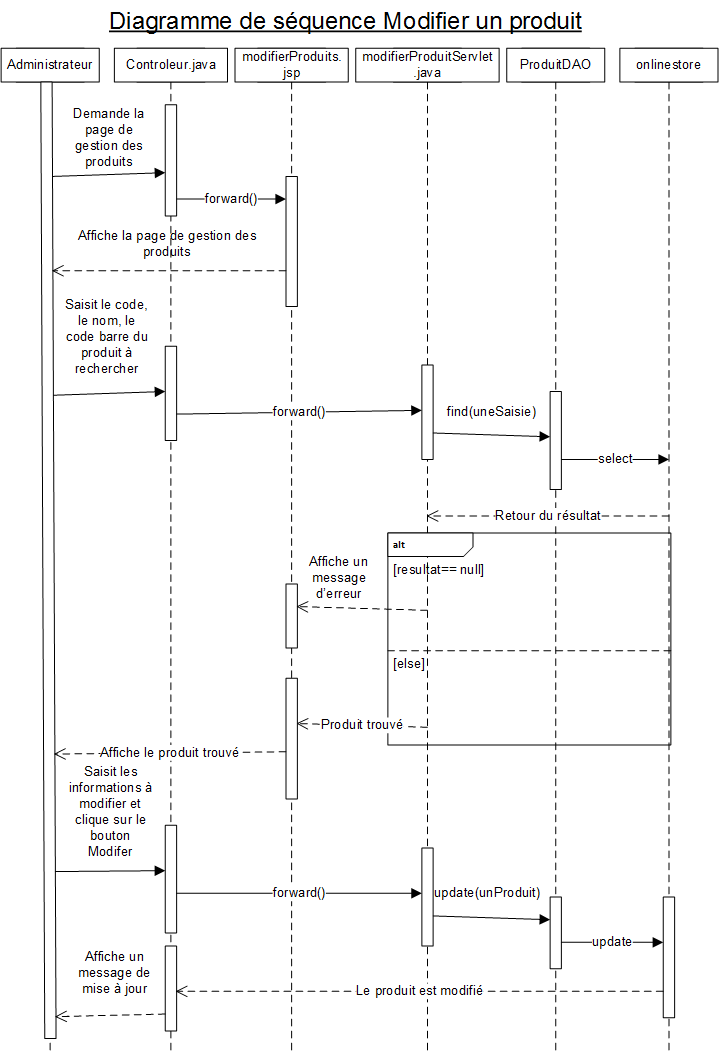 Diagramme de séquence Modifier un produit
Administrateur
Controleur.java
modifierProduits.
jsp
modifierProduitServlet
.java
ProduitDAO
onlinestore
Demande la
page de
gestion des
produits
forward()
Affiche la page de gestion des
produits
Saisit le code,
le nom, le
code barre du
produit à
rechercher
forward()
find(uneSaisie)
select
Retour du résultat
alt
[resultat== null]
Affiche un
message
d'erreur
[else]
Produit trouvé
Affiche le produit trouvé
Saisit les
informations à
modifier et
clique sur le
bouton
Modifer
forward()
update(unProduit)
update
Affiche un
message de
mise à jour
Le produit est modifié